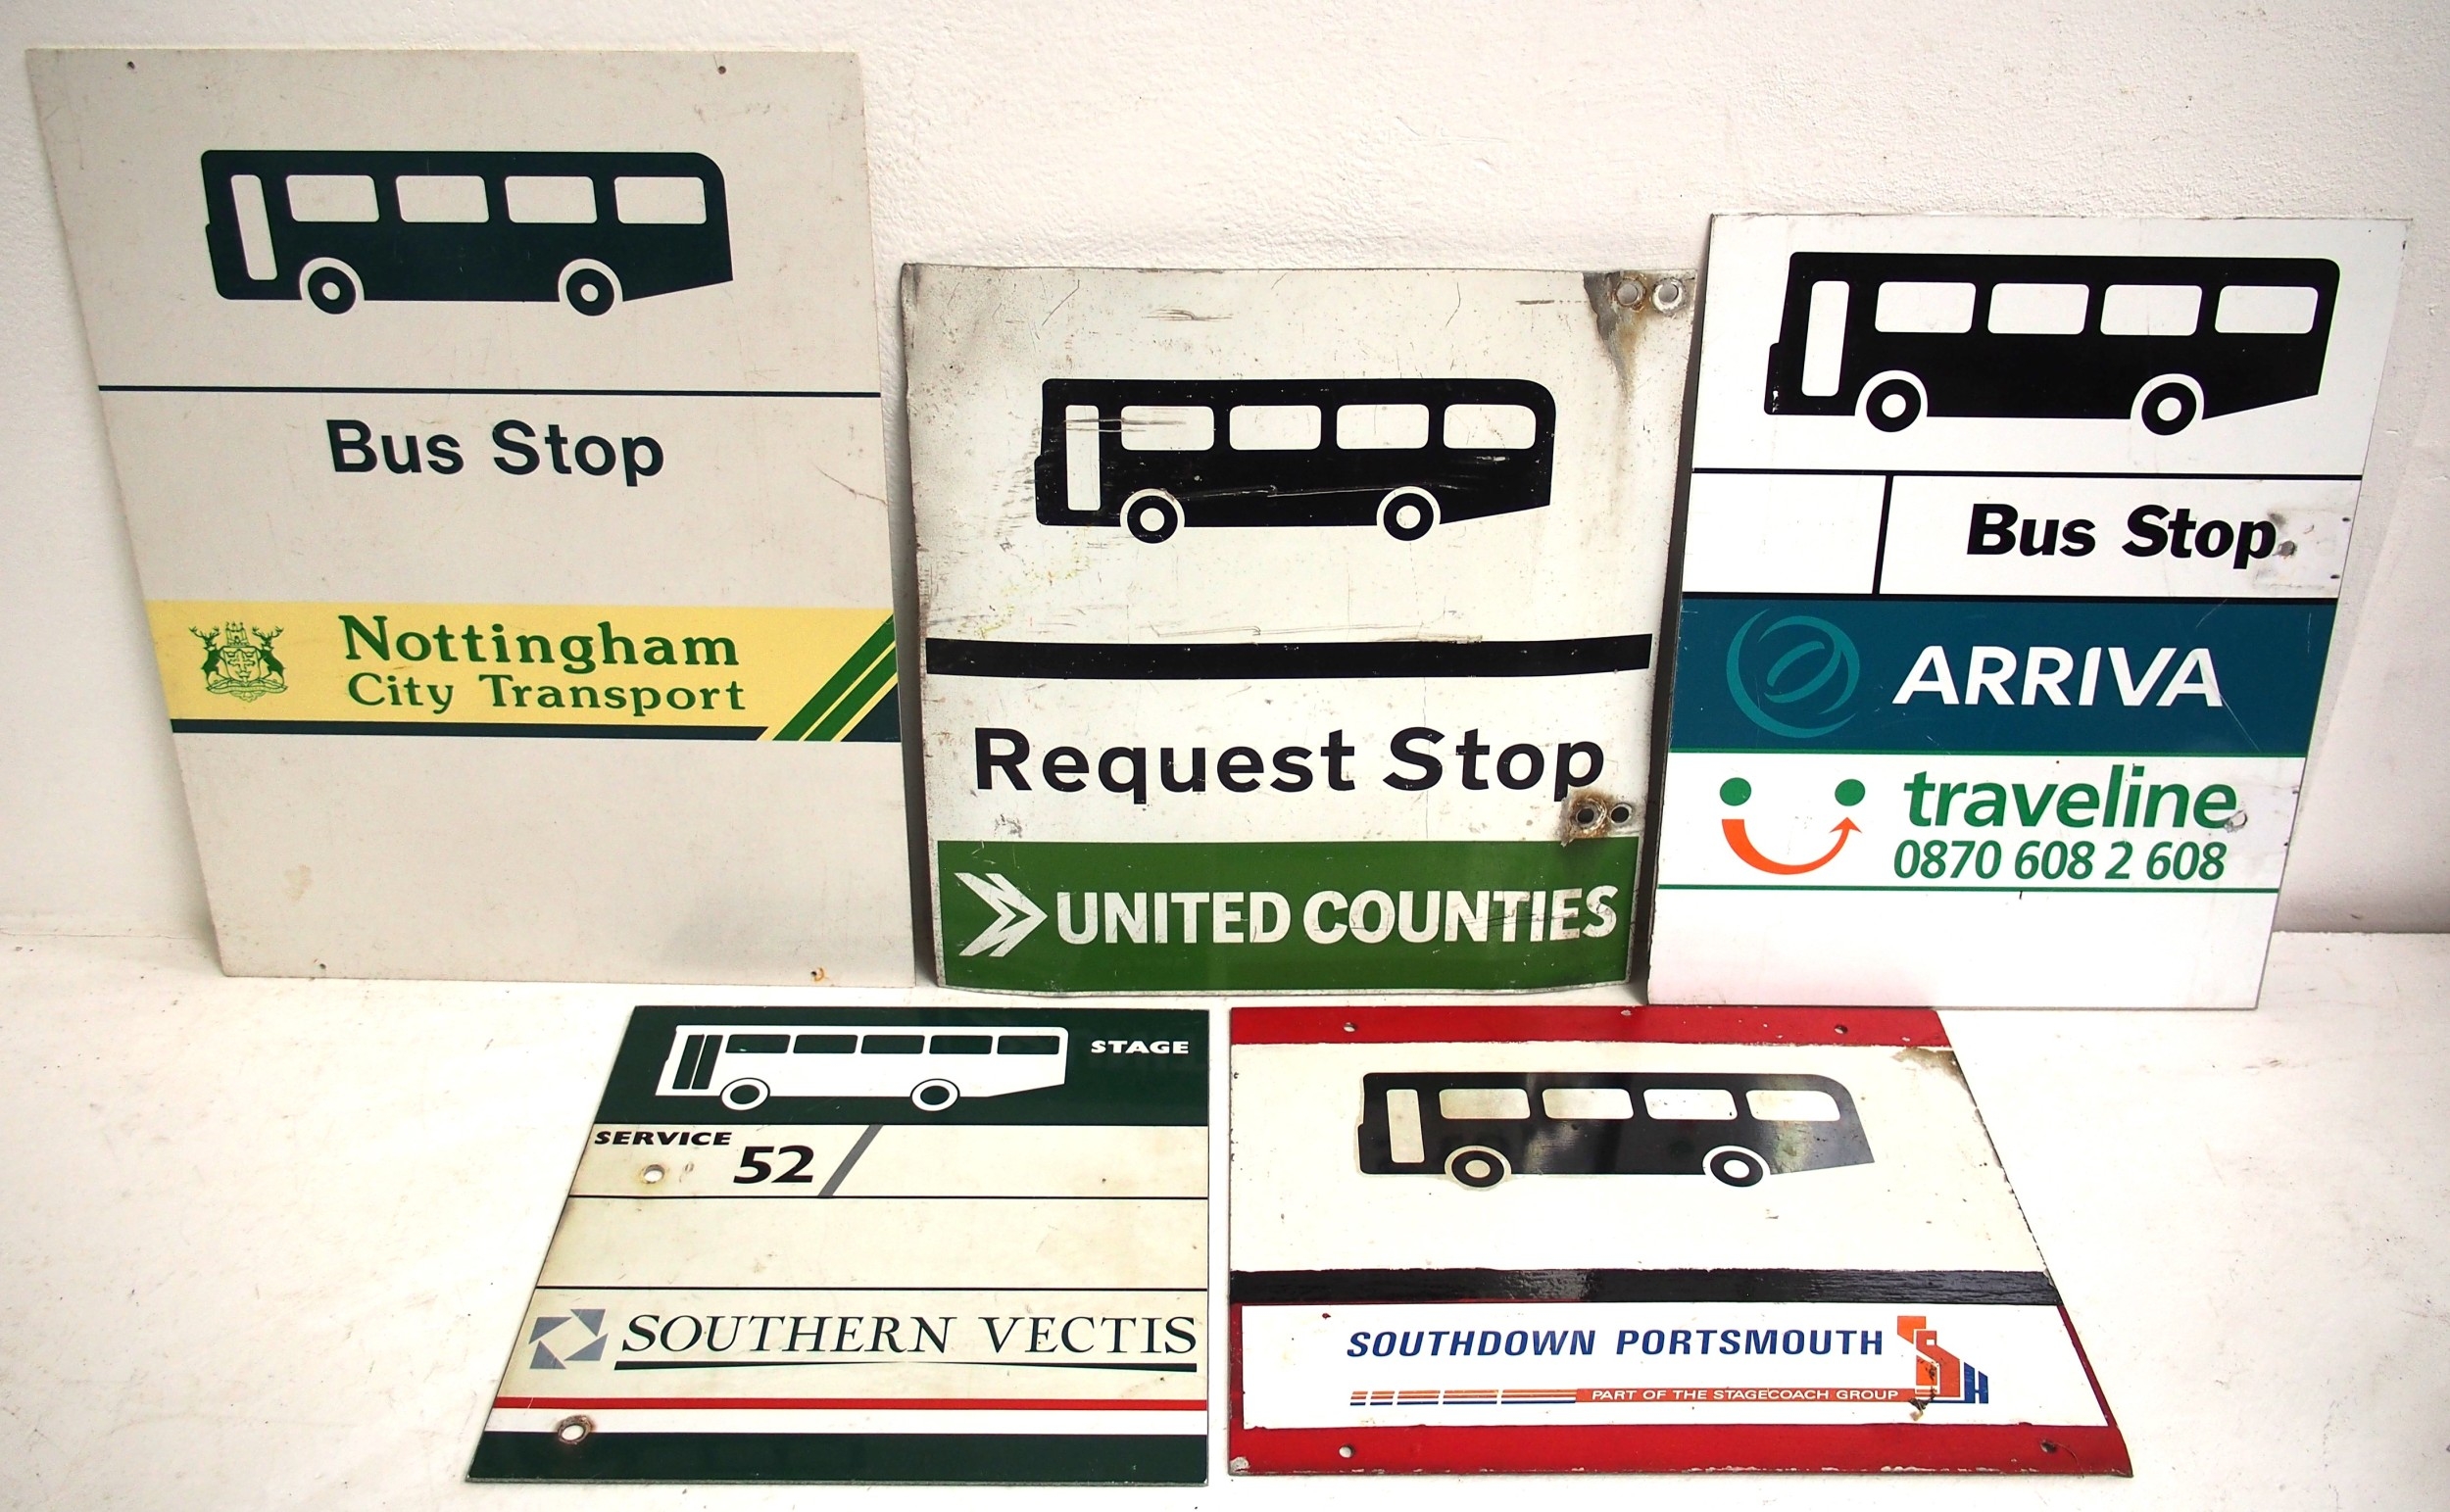 Bus Stop
Nottingham
City Transport
Request Stop
UNITED COUNTIES
Bus Stop
ARRIVA
traveline
0870 608 2 608
STAGE
SERVICE 52
SOUTHERN VECTIS
SOUTHDOWN PORTSMOUTH
PART OF THE STAGECOACH GROUP